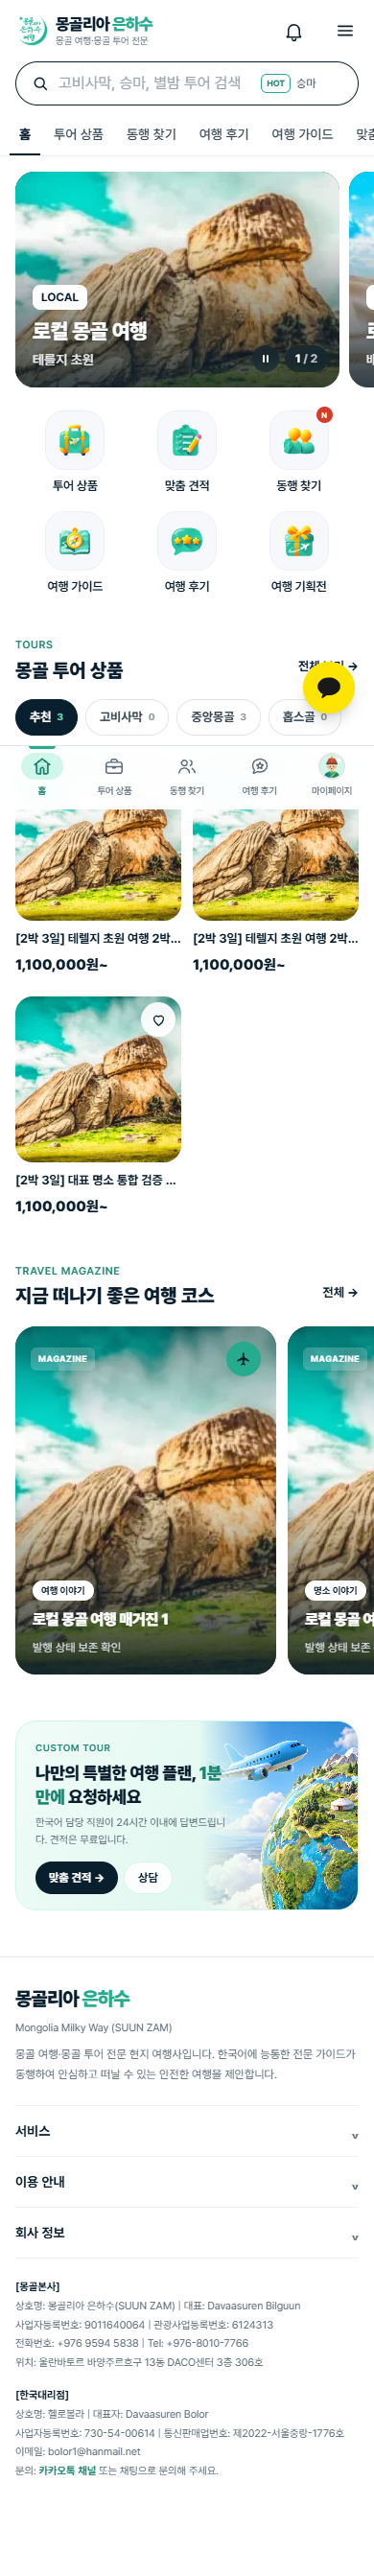 몽골리아 은하수
몽골 여행·몽골 투어 전문
고비사막, 승마, 별밤 투어 검색
HOT 승마
홈 투어 상품 동행 찾기 여행 후기 여행 가이드 맞춤
LOCAL
로컬 몽골 여행
테를지 초원
1 / 2
N
투어 상품 맞춤 견적 동행 찾기
여행 가이드 여행 후기 여행 기획전
TOURS
몽골 투어 상품
전체 →
추천 3 고비사막 0 중앙몽골 3 홉스골 0
홈 투어 상품 동행 찾기 여행 후기 마이페이지
[2박 3일] 테렐지 초원 여행 2박... [2박 3일] 테렐지 초원 여행 2박...
1,100,000원~ 1,100,000원~
[2박 3일] 대표 명소 통합 검증 ...
1,100,000원~
TRAVEL MAGAZINE
지금 떠나기 좋은 여행 코스
전체 →
MAGAZINE MAGAZINE
여행 이야기 명소 이야기
로컬 몽골 여행 매거진 1 로컬 몽골 여
발행 상태 보존 확인 발행 상태 보존
CUSTOM TOUR
나만의 특별한 여행 플랜, 1분
만에 요청하세요
한국어 담당 직원이 24시간 이내에 답변드립니
다. 견적은 무료입니다.
맞춤 견적 → 상담
몽골리아 은하수
Mongolia Milky Way (SUUN ZAM)
몽골 여행·몽골 투어 전문 현지 여행사입니다. 한국어에 능통한 전문 가이드가
동행하여 안심하고 떠날 수 있는 안전한 여행을 제안합니다.
서비스
이용 안내
회사 정보
[몽골본사]
상호명: 몽골리아 은하수(SUUN ZAM) | 대표: Davaasuren Bilguun
사업자등록번호: 9011640064 | 관광사업등록번호: 6124313
전화번호: +976 9594 5838 | Tel: +976-8010-7766
위치: 울란바토르 바양주르흐구 13동 DACO센터 3층 306호
[한국대리점]
상호명: 헬로볼라 | 대표자: Davaasuren Bolor
사업자등록번호: 730-54-00614 | 통신판매업번호: 제2022-서울중랑-1776호
이메일: bolor1@hanmail.net
문의: 카카오톡 채널 또는 채팅으로 문의해 주세요.